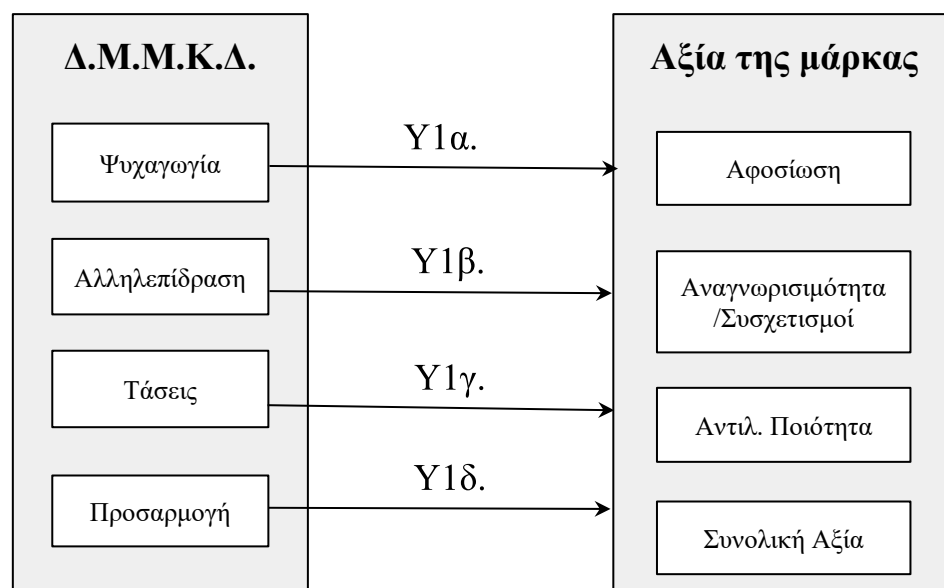 Δ.Μ.Μ.Κ.Δ.
Ψυχαγωγία
Αλληλεπίδραση
Τάσεις
Προσαρμογή
Υ1α.
Υ1β.
Υ1γ.
Υ1δ.
Αξία της μάρκας
Αφοσίωση
Αναγνωρισιμότητα
/Συσχετισμοί
Αντιλ. Ποιότητα
Συνολική Αξία